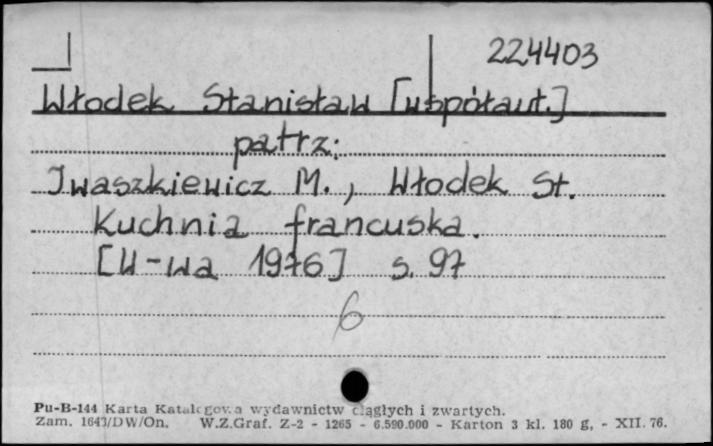 224403
Włodek Stanisław [współaut.]
patrz:
Iwaszkiewicz M., Włodek St.
Kuchnia francuska.
[W-wa 1976] s. 97
6
Pu-B-144 Karta Katalogowa wydawnictw ciągłych i zwartych.
Zam. 1643/DW/On. W.Z.Graf. Z-2 - 1265 - 6.590.000 - Karton 3 kl. 180 g, - XII. 76.